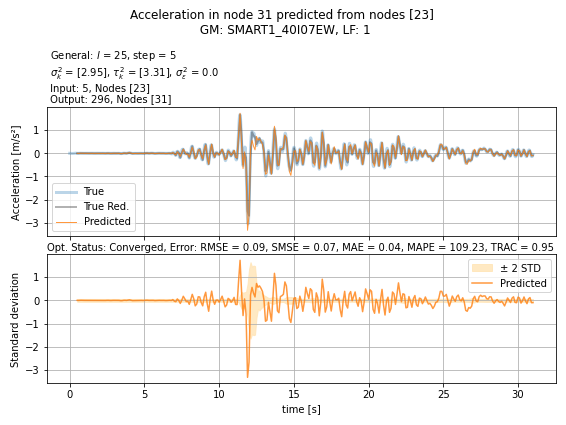 Acceleration in node 31 predicted from nodes [23]
GM: SMART1_40I07EW, LF: 1
General: l = 25, step = 5
σ²ₖ = [2.95], τ²ₖ = [3.31], σ²ε = 0.0
Input: 5, Nodes [23]
Output: 296, Nodes [31]
Acceleration [m/s²]
1
0
−1
−2
−3
True
True Red.
Predicted
Opt. Status: Converged, Error: RMSE = 0.09, SMSE = 0.07, MAE = 0.04, MAPE = 109.23, TRAC = 0.95
Standard deviation
1
0
−1
−2
−3
± 2 STD
Predicted
0 5 10 15 20 25 30
time [s]